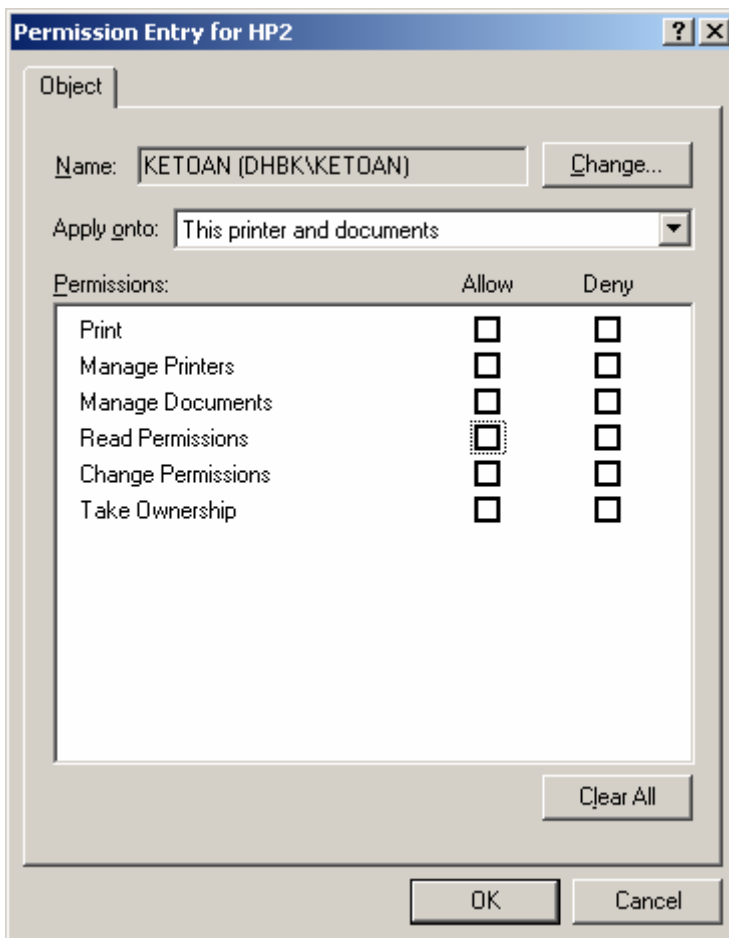 Permission Entry for HP2
Object
Name: KETOAN (DHBK\KETOAN) Change...
Apply onto: This printer and documents
Permissions: Allow Deny
Print
Manage Printers
Manage Documents
Read Permissions
Change Permissions
Take Ownership
Clear All
OK Cancel